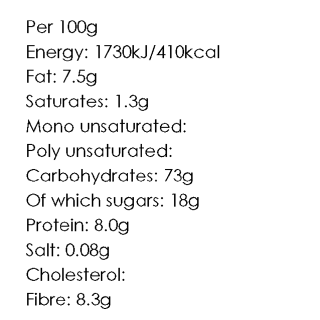 Per 100g
Energy: 1730kJ/410kcal
Fat: 7.5g
Saturates: 1.3g
Mono unsaturated:
Poly unsaturated:
Carbohydrates: 73g
Of which sugars: 18g
Protein: 8.0g
Salt: 0.08g
Cholesterol:
Fibre: 8.3g